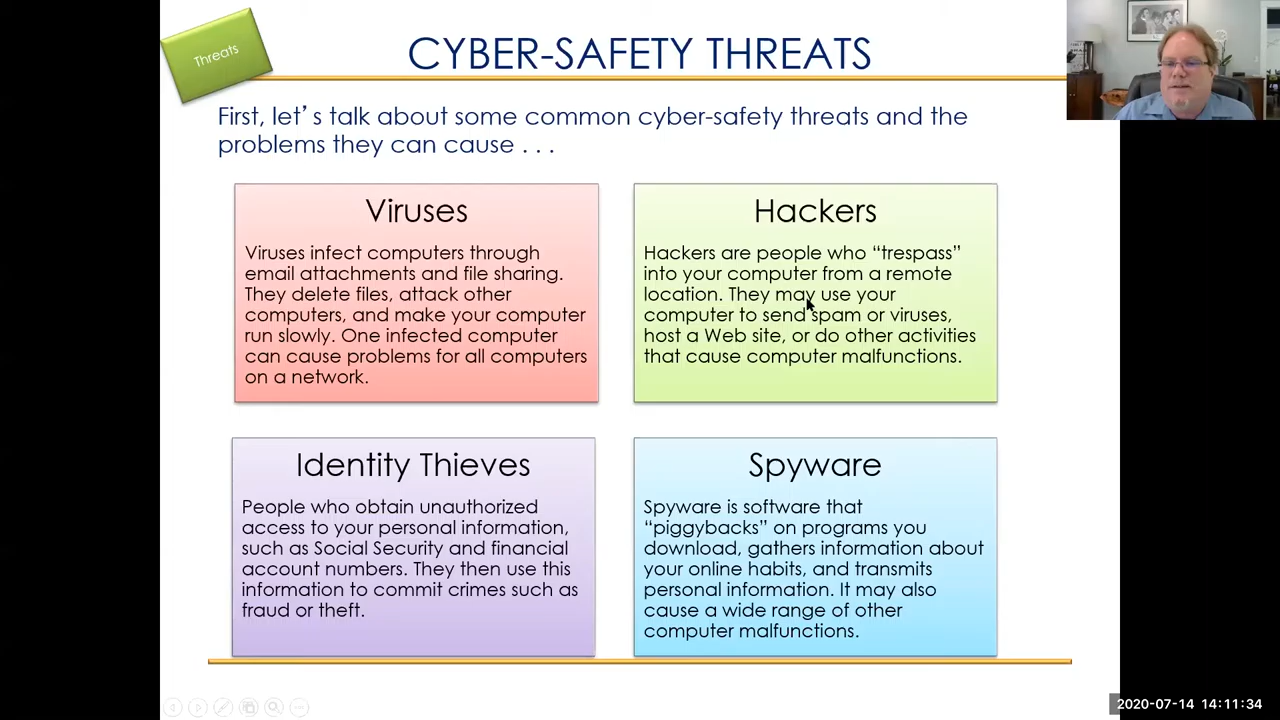 Threats
CYBER-SAFETY THREATS
First, let's talk about some common cyber-safety threats and the
problems they can cause . . .
Viruses
Viruses infect computers through
email attachments and file sharing.
They delete files, attack other
computers, and make your computer
run slowly. One infected computer
can cause problems for all computers
on a network.
Hackers
Hackers are people who “trespass”
into your computer from a remote
location. They may use your
computer to send spam or viruses,
host a Web site, or do other activities
that cause computer malfunctions.
Identity Thieves
People who obtain unauthorized
access to your personal information,
such as Social Security and financial
account numbers. They then use this
information to commit crimes such as
fraud or theft.
Spyware
Spyware is software that
“piggybacks” on programs you
download, gathers information about
your online habits, and transmits
personal information. It may also
cause a wide range of other
computer malfunctions.
2020-07-14 14:11:34